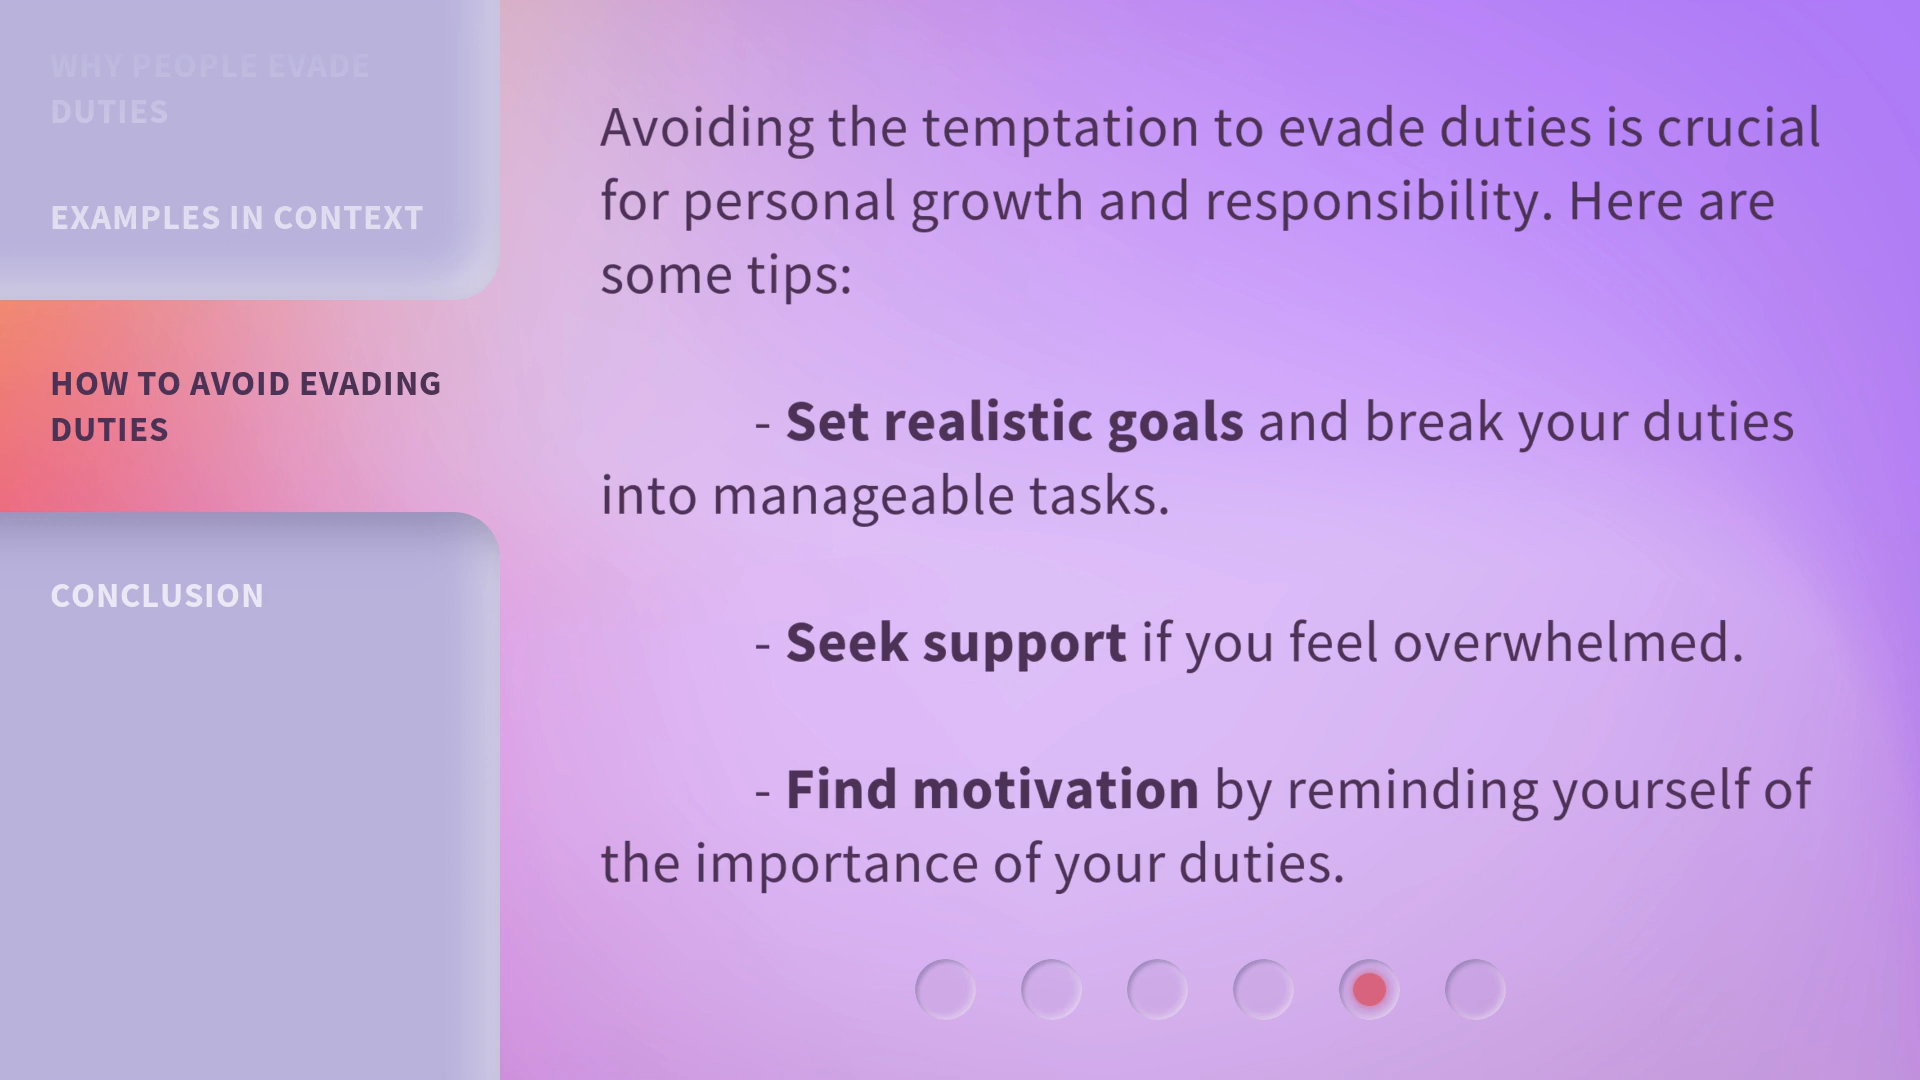 WHY PEOPLE EVADE
DUTIES
EXAMPLES IN CONTEXT
HOW TO AVOID EVADING
DUTIES
CONCLUSION
Avoiding the temptation to evade duties is crucial
for personal growth and responsibility. Here are
some tips:
- Set realistic goals and break your duties
into manageable tasks.
- Seek support if you feel overwhelmed.
- Find motivation by reminding yourself of
the importance of your duties.